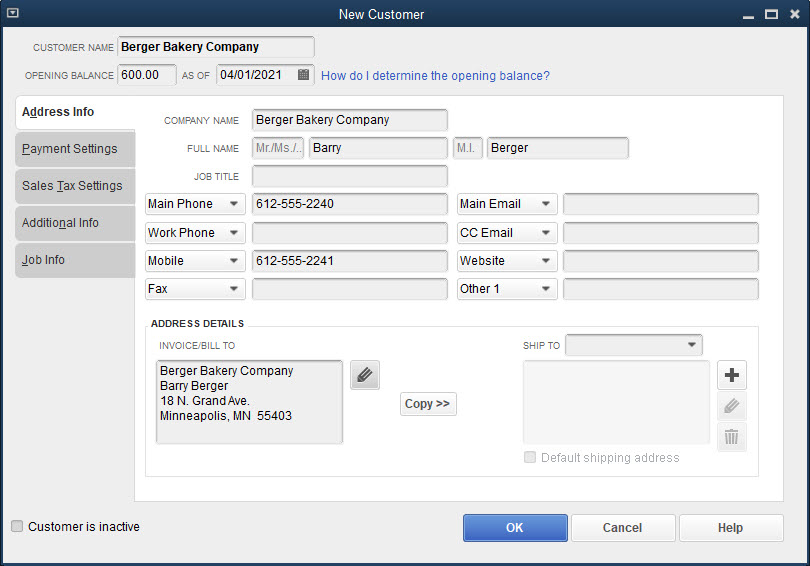 New Customer
CUSTOMER NAME Berger Bakery Company
OPENING BALANCE 600.00 AS OF 04/01/2021 How do I determine the opening balance?
Address Info
Payment Settings
Sales Tax Settings
Additional Info
Job Info
COMPANY NAME Berger Bakery Company
FULL NAME Mr./Ms./.. Barry M.I. Berger
JOB TITLE
Main Phone 612-555-2240 Main Email
Work Phone CC Email
Mobile 612-555-2241 Website
Fax Other 1
ADDRESS DETAILS
INVOICE/BILL TO
Berger Bakery Company
Barry Berger
18 N. Grand Ave.
Minneapolis, MN 55403
Copy >>
SHIP TO
Default shipping address
Customer is inactive
OK Cancel Help